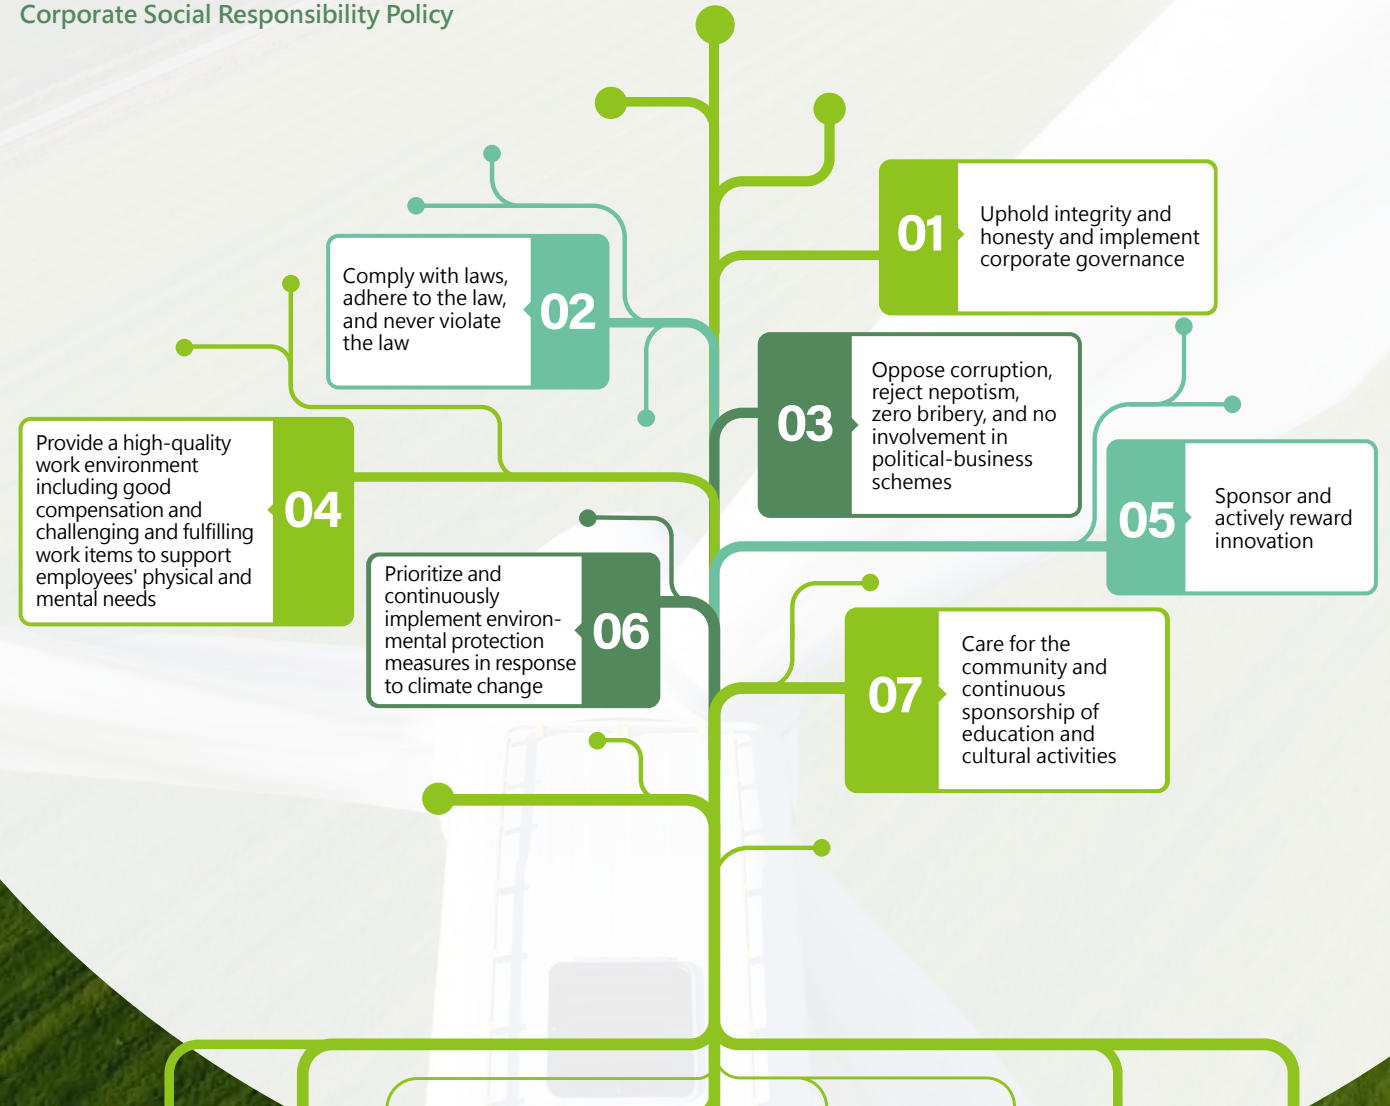 Corporate Social Responsibility Policy
01
Uphold integrity and
honesty and implement
corporate governance
02
Comply with laws,
adhere to the law,
and never violate
the law
03
Oppose corruption,
reject nepotism,
zero bribery, and no
involvement in
political-business
schemes
04
Provide a high-quality
work environment
including good
compensation and
challenging and fulfilling
work items to support
employees' physical and
mental needs
05
Sponsor and
actively reward
innovation
06
Prioritize and
continuously
implement environ-
mental protection
measures in response
to climate change
07
Care for the
community and
continuous
sponsorship of
education and
cultural activities